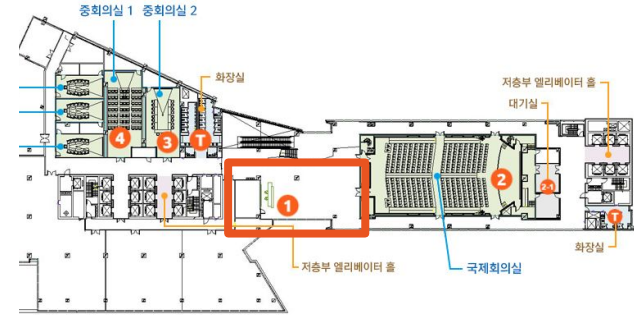 중회의실 1
중회의실 2
화장실
저층부 엘리베이터 홀
대기실
4
3
T
1
2
2-1
T
화장실
저층부 엘리베이터 홀
국제회의실